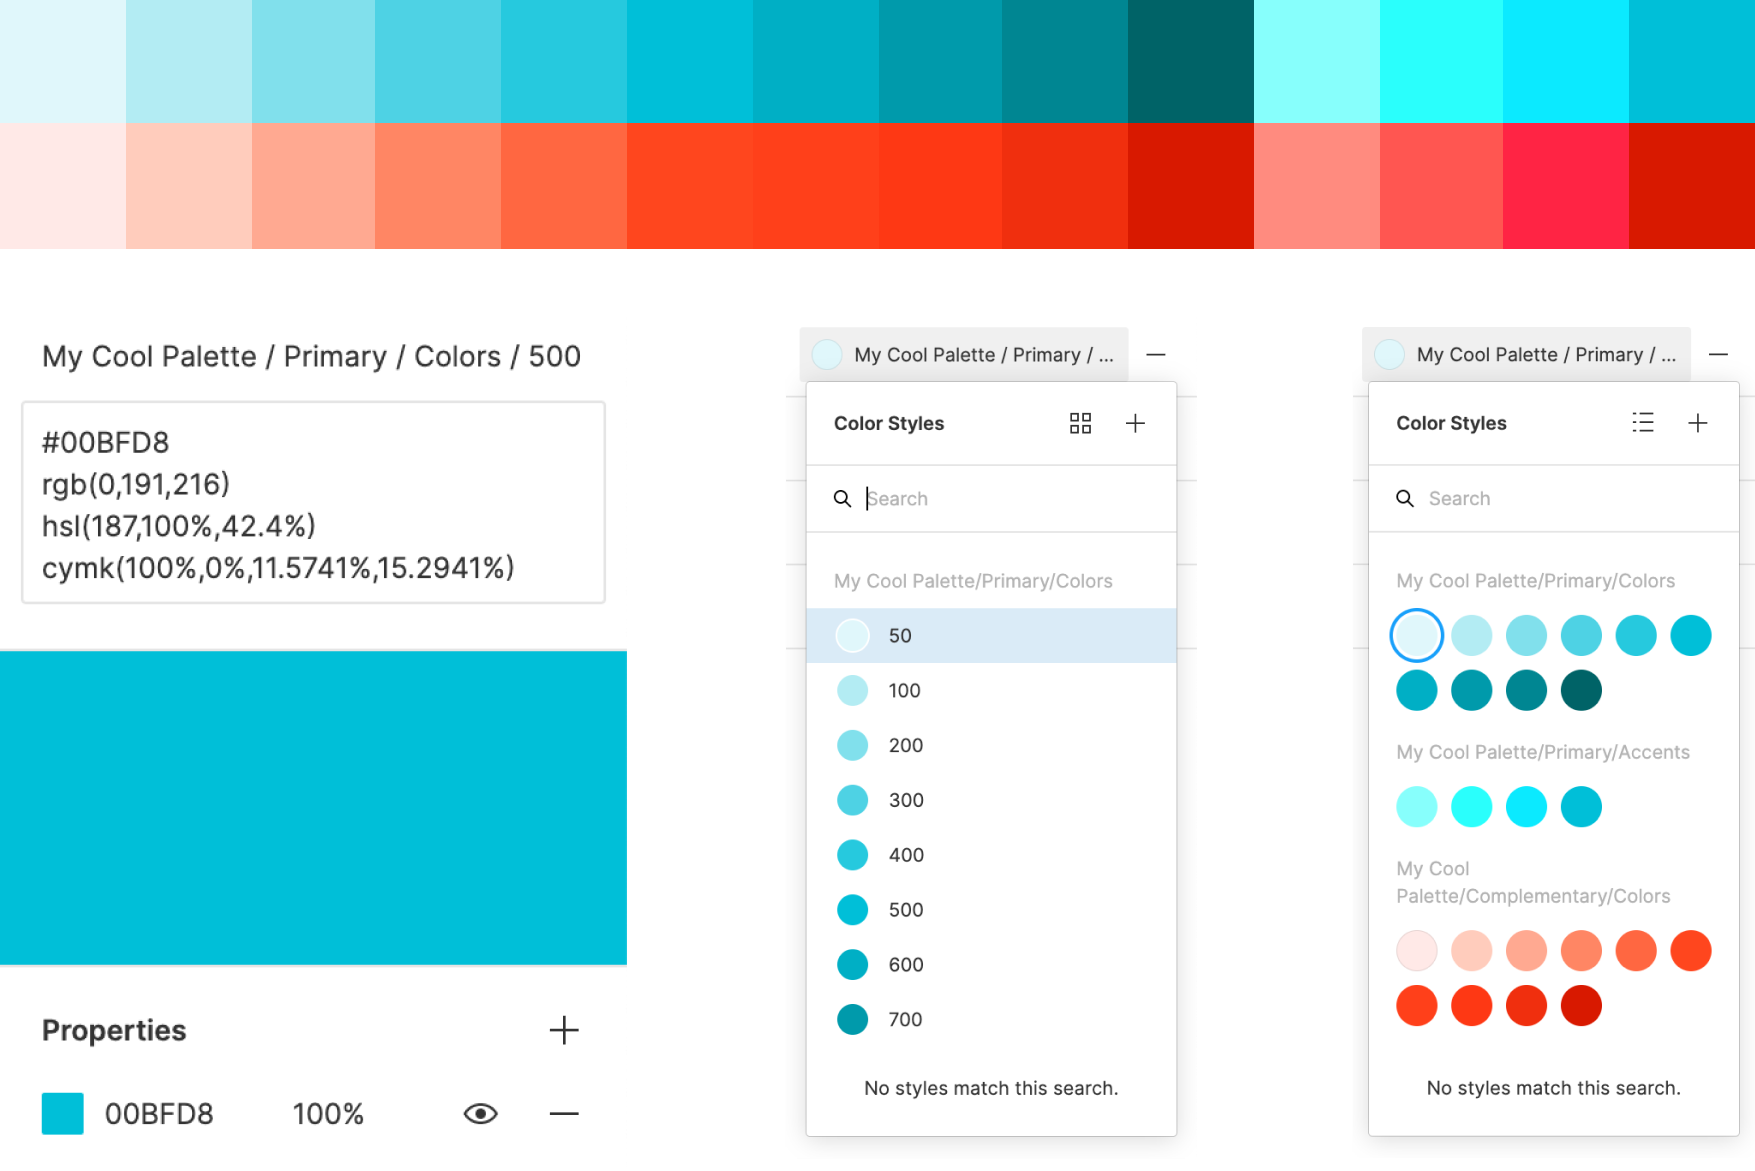 My Cool Palette / Primary / Colors / 500
#00BFD8
rgb(0,191,216)
hsl(187,100%,42.4%)
cymk(100%,0%,11.5741%,15.2941%)
Properties
00BFD8 100%
My Cool Palette / Primary / ...
Color Styles
Search
My Cool Palette/Primary/Colors
50
100
200
300
400
500
600
700
No styles match this search.
My Cool Palette / Primary / ...
Color Styles
Search
My Cool Palette/Primary/Colors
My Cool Palette/Primary/Accents
My Cool
Palette/Complementary/Colors
No styles match this search.